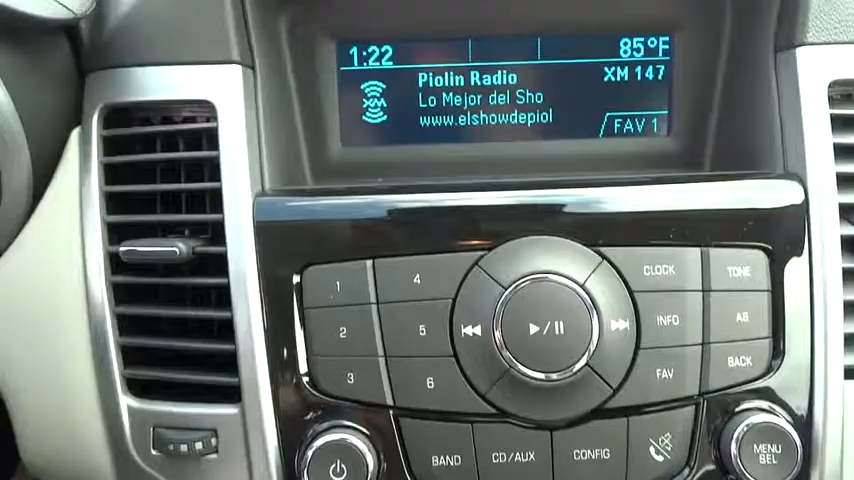 1:22
85°F
Piolin Radio
XM 147
XM
Lo Mejor del Sho
www.elshowdepiol
FAV 1
1
4
CLOCK
TONE
2
5
INFO
AS
3
6
FAV
BACK
BAND
CD/AUX
CONFIG
MENU
SEL